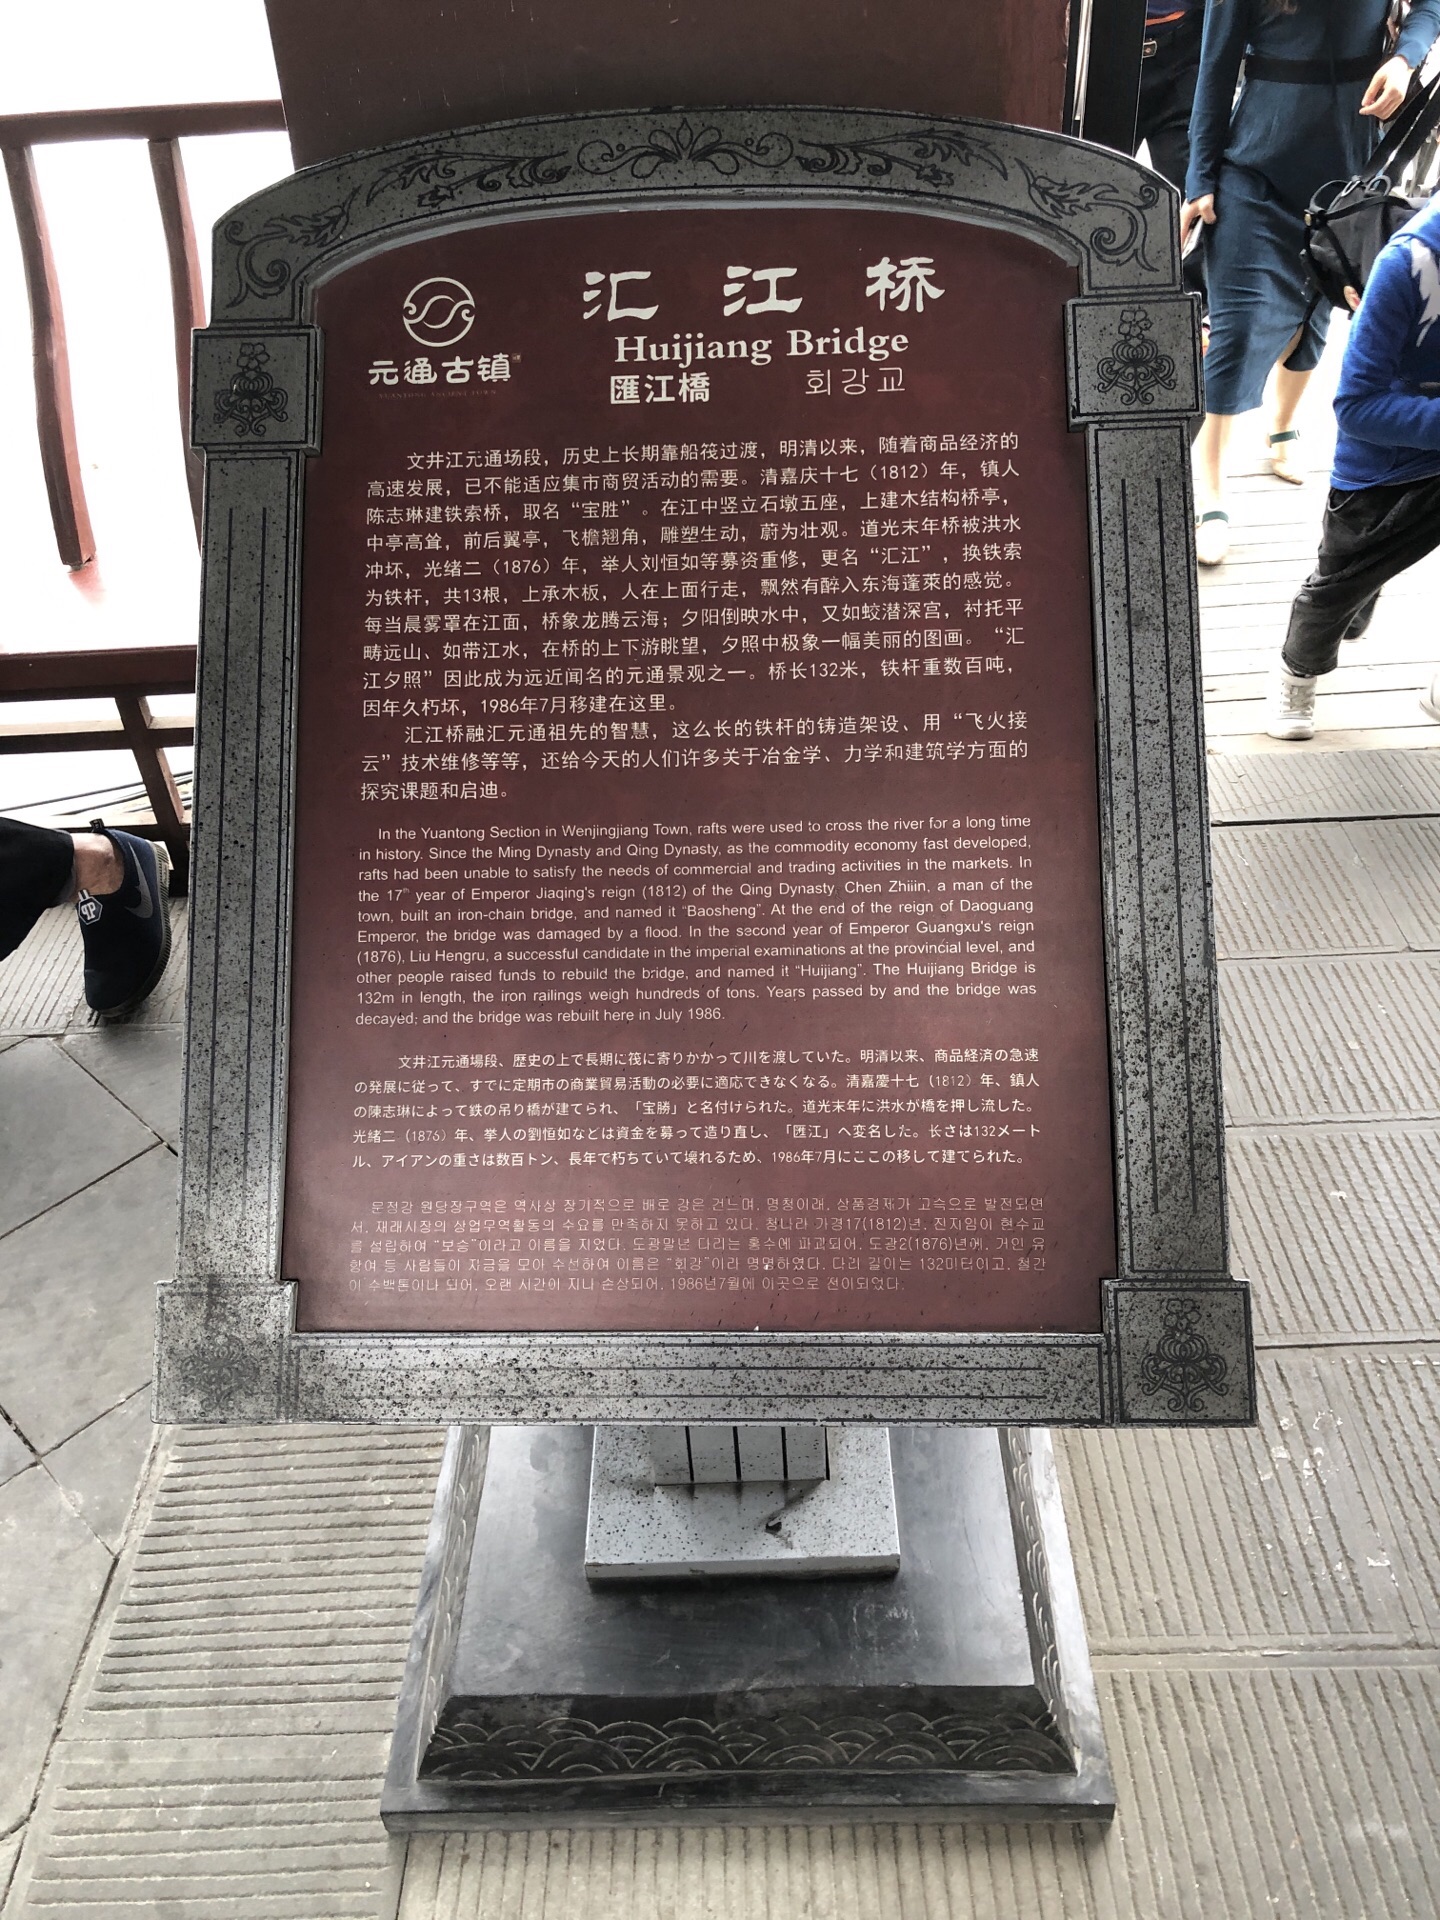 汇江桥
Huijiang Bridge
匯江橋 회강교
元通古镇
YUANTONG ANCIENT TOWN
文井江元通场段，历史上长期靠船筏过渡，明清以来，随着商品经济的
高速发展，已不能适应集市商贸活动的需要。清嘉庆十七（1812）年，镇人
陈志琳建铁索桥，取名“宝胜”。在江中竖立石墩五座，上建木结构桥亭，
中亭高耸，前后翼亭，飞檐翘角，雕塑生动，蔚为壮观。道光末年桥被洪水
冲坏，光绪二（1876）年，举人刘恒如等募资重修，更名“汇江”，换铁索
为铁杆，共13根，上承木板，人在上面行走，飘然有醉入东海蓬莱的感觉。
每当晨雾罩在江面，桥象龙腾云海；夕阳倒映水中，又如蛟潜深宫，衬托平
畴远山、如带江水，在桥的上下游眺望，夕照中极象一幅美丽的图画。“汇
江夕照”因此成为远近闻名的元通景观之一。桥长132米，铁杆重数百吨，
因年久朽坏，1986年7月移建在这里。
汇江桥融汇元通祖先的智慧，这么长的铁杆的铸造架设、用“飞火接
云”技术维修等等，还给今天的人们许多关于冶金学、力学和建筑学方面的
探究课题和启迪。
In the Yuantong Section in Wenjingjiang Town, rafts were used to cross the river for a long time
in history. Since the Ming Dynasty and Qing Dynasty, as the commodity economy fast developed,
rafts had been unable to satisfy the needs of commercial and trading activities in the markets. In
the 17th year of Emperor Jiaqing's reign (1812) of the Qing Dynasty, Chen Zhiiin, a man of the
town, built an iron-chain bridge, and named it “Baosheng”. At the end of the reign of Daoguang
Emperor, the bridge was damaged by a flood. In the second year of Emperor Guangxu's reign
(1876), Liu Hengru, a successful candidate in the imperial examinations at the provincial level, and
other people raised funds to rebuild the bridge, and named it “Huijiang”. The Huijiang Bridge is
132m in length, the iron railings weigh hundreds of tons. Years passed by and the bridge was
decayed; and the bridge was rebuilt here in July 1986.
文井江元通場段、歴史の上で長期に筏に寄りかかって川を渡していた。明清以来、商品経済の急速
の発展に従って、すでに定期市の商業貿易活動の必要に適応できなくなる。清嘉慶十七（1812）年、鎮人
の陳志琳によって鉄の吊り橋が建てられ、「宝勝」と名付けられた。道光末年に洪水が橋を押し流した。
光緒二（1876）年、挙人の劉恒如などは資金を募って造り直し、「匯江」へ変名した。长さは132メート
ル、アイアンの重さは数百トン、長年で朽ちていて壊れるため、1986年7月にここの移して建てられた。
문정강 원당장구역은 역사상 장기적으로 배로 강은 건느며, 명청이래, 상품경제가 고속으로 발전되면
서, 재래시장의 상업무역활동의 수요를 만족하지 못하고 있다. 청나라 가경17(1812)년, 진지임이 현수교
를 설립하여 “보승”이라고 이름을 지었다. 도광말년 다리는 홍수에 파괴되어, 도광2(1876)년에, 거인 유
항여 등 사람들이 자금을 모아 수선하여 이름은 “회강”이라 명명하였다. 다리 길이는 132미터이고, 철간
이 수백톤이나 되어, 오랜 시간이 지나 손상되어, 1986년7월에 이곳으로 전이되었다.